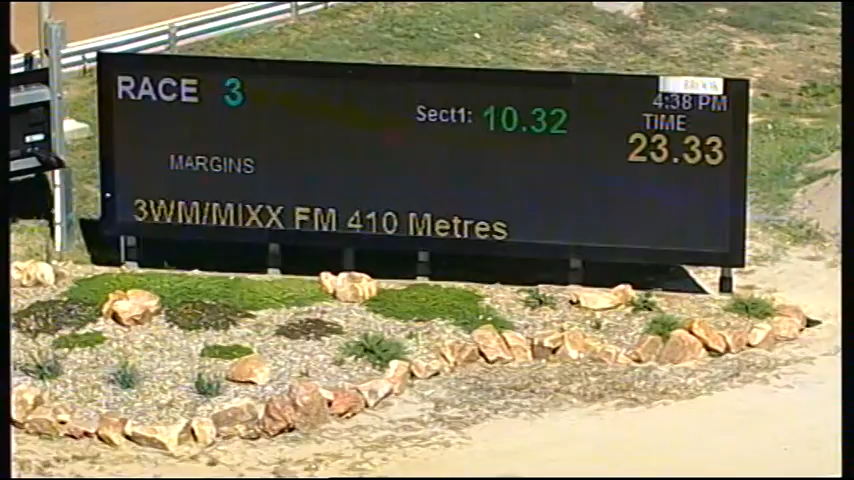 RACE 3
Sect1: 10.32
4:38 PM
TIME
23.33
MARGINS
3WM/MIXX FM 410 Metres